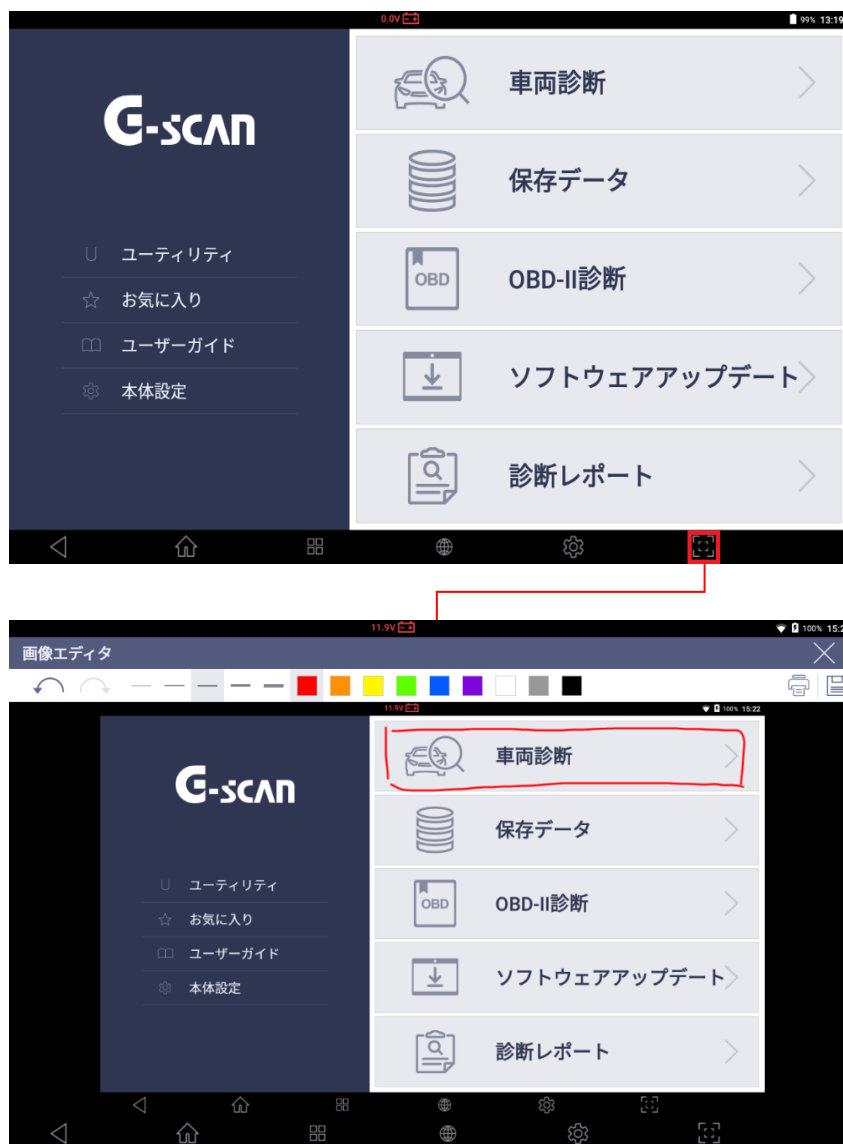 0.0V
99% 13:19
G-scan
車両診断
保存データ
OBD
OBD-II診断
ソフトウェアアップデート
診断レポート
U ユーティリティ
お気に入り
ユーザーガイド
本体設定
11.9V
100%
画像エディタ
11.9V
100% 15:22
G-scan
車両診断
保存データ
OBD
OBD-II診断
ソフトウェアアップデート
診断レポート
U ユーティリティ
お気に入り
ユーザーガイド
本体設定